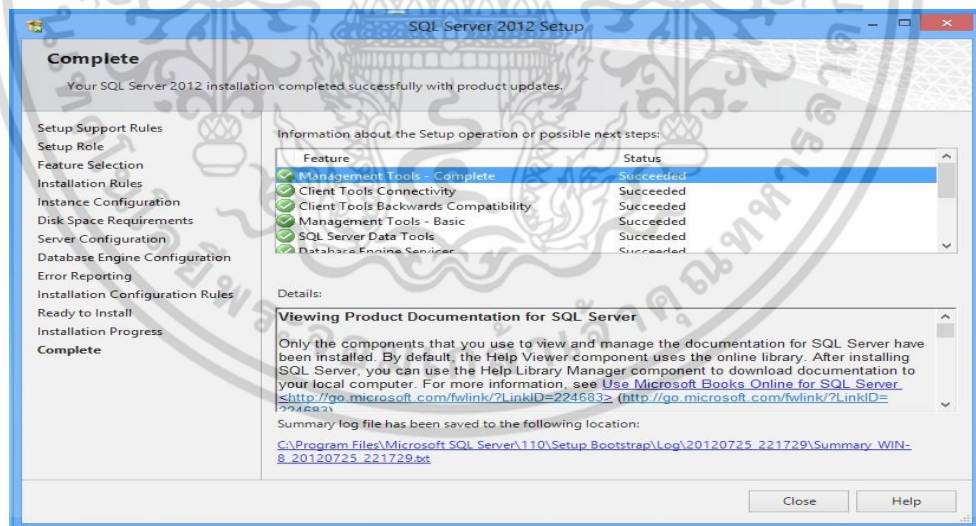 SQL Server 2012 Setup
Complete
Your SQL Server 2012 installation completed successfully with product updates.
Setup Support Rules
Setup Role
Feature Selection
Installation Rules
Instance Configuration
Disk Space Requirements
Server Configuration
Database Engine Configuration
Error Reporting
Installation Configuration Rules
Ready to Install
Installation Progress
Complete
Information about the Setup operation or possible next steps:
Feature Status
Management Tools - Complete Succeeded
Client Tools Connectivity Succeeded
Client Tools Backwards Compatibility Succeeded
Management Tools - Basic Succeeded
SQL Server Data Tools Succeeded
Database Engine Services Succeeded
Details:
Viewing Product Documentation for SQL Server
Only the components that you use to view and manage the documentation for SQL Server have
been installed. By default, the Help Viewer component uses the online library. After installing
SQL Server, you can use the Help Library Manager component to download documentation to
your local computer. For more information, see Use Microsoft Books Online for SQL Server
<http://go.microsoft.com/fwlink/?LinkID=224683> (http://go.microsoft.com/fwlink/?LinkID=
224683)
Summary log file has been saved to the following location:
C:\Program Files\Microsoft SQL Server\110\Setup Bootstrap\Log\20120725_221729\Summary_WIN-
8_20120725_221729.txt
Close Help